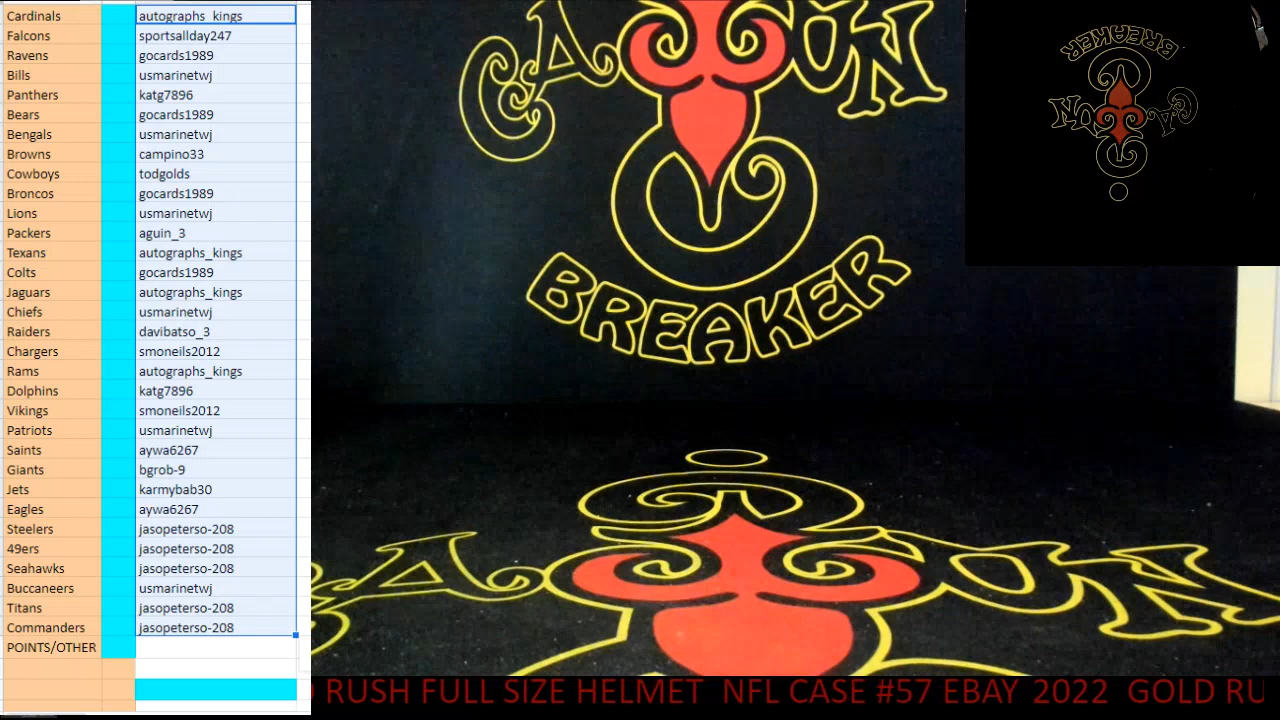 Cardinals autographs_kings
Falcons sportsallday247
Ravens gocards1989
Bills usmarinetwj
Panthers katg7896
Bears gocards1989
Bengals usmarinetwj
Browns campino33
Cowboys todgolds
Broncos gocards1989
Lions usmarinetwj
Packers aguin_3
Texans autographs_kings
Colts gocards1989
Jaguars autographs_kings
Chiefs usmarinetwj
Raiders davibatso_3
Chargers smoneils2012
Rams autographs_kings
Dolphins katg7896
Vikings smoneils2012
Patriots usmarinetwj
Saints aywa6267
Giants bgrob-9
Jets karmybab30
Eagles aywa6267
Steelers jasopeterso-208
49ers jasopeterso-208
Seahawks jasopeterso-208
Buccaneers usmarinetwj
Titans jasopeterso-208
Commanders jasopeterso-208
POINTS/OTHER
BREAKER
BREAKER
RUSH FULL SIZE HELMET NFL CASE #57 EBAY 2022 GOLD RU